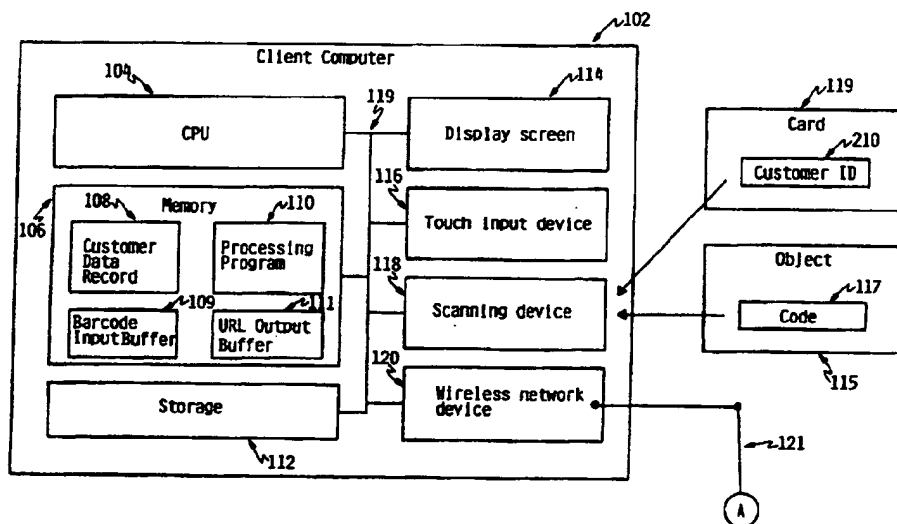 102
Client Computer
104
119
114
CPU
Display screen
119
Card
210
Customer ID
106
108
Memory
110
Customer
Data
Record
Processing
Program
116
Touch input device
109
111
Barcode
InputBuffer
URL Output
Buffer
118
Scanning device
Object
117
Code
115
Storage
112
120
Wireless network
device
121
A